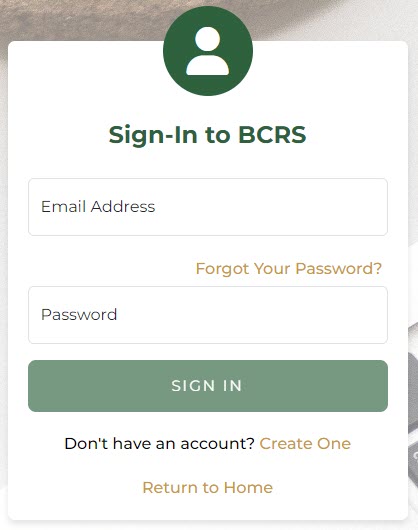 Sign-In to BCRS
Email Address
Forgot Your Password?
Password
SIGN IN
Don't have an account? Create One
Return to Home